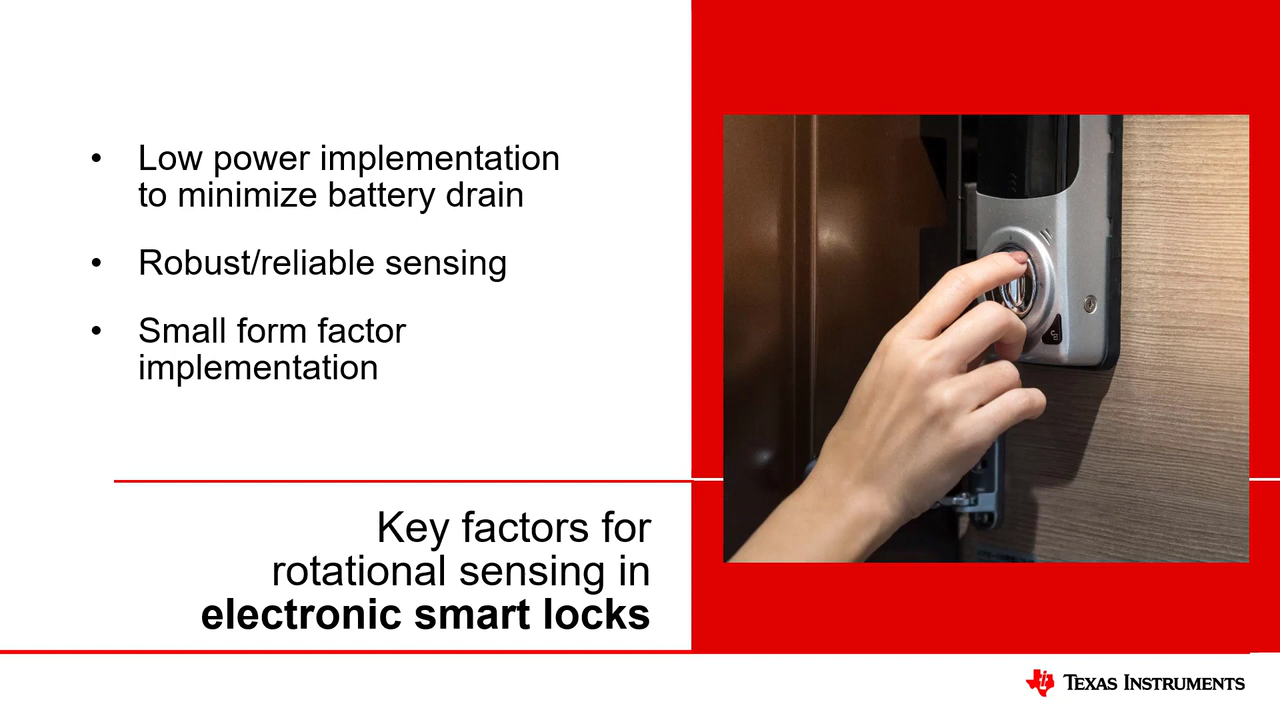 • Low power implementation
to minimize battery drain
• Robust/reliable sensing
• Small form factor
implementation
Key factors for
rotational sensing in
electronic smart locks
TEXAS INSTRUMENTS